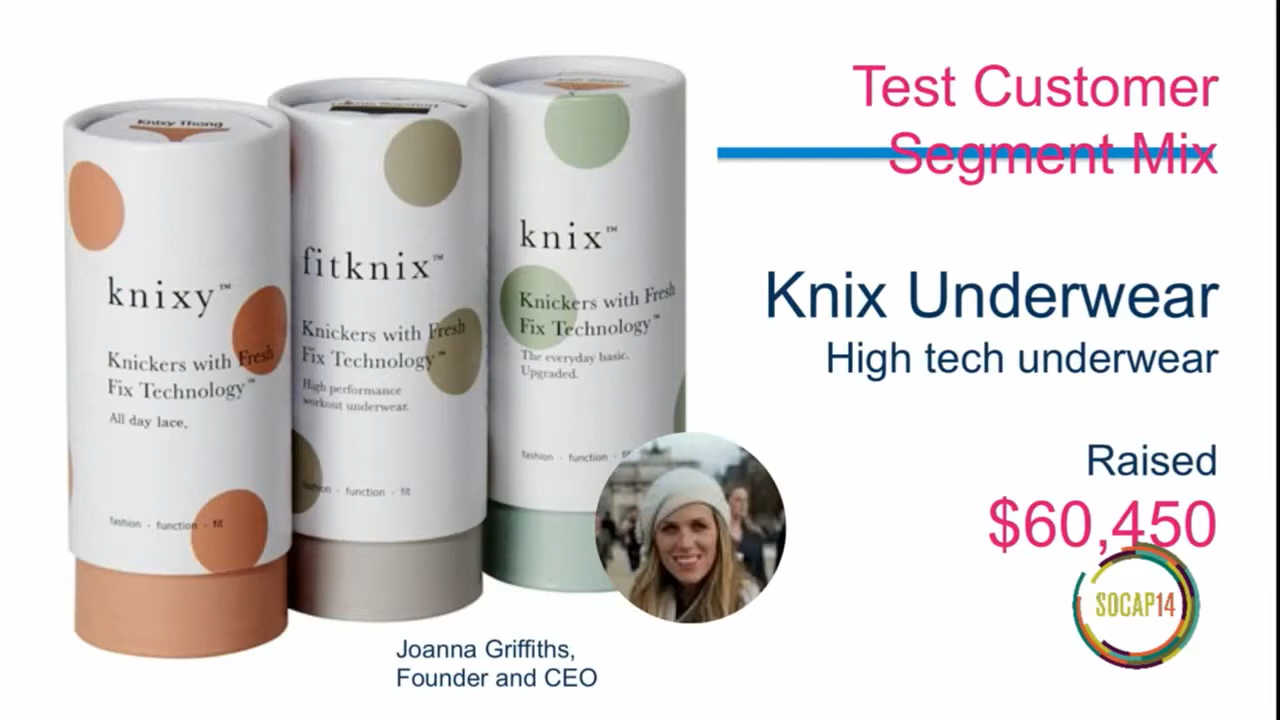 Test Customer
Segment Mix
Knixy Thong
knixy™
Knickers with Fresh
Fix Technology™
All day lace.
fashion - function - fit
fitknix™
Knickers with Fresh
Fix Technology™
High performance
workout underwear.
fashion - function - fit
knix™
Knickers with Fresh
Fix Technology™
The everyday basic.
Upgraded.
fashion - function - f
Knix Underwear
High tech underwear
Raised
$60,450
SOCAP14
Joanna Griffiths,
Founder and CEO